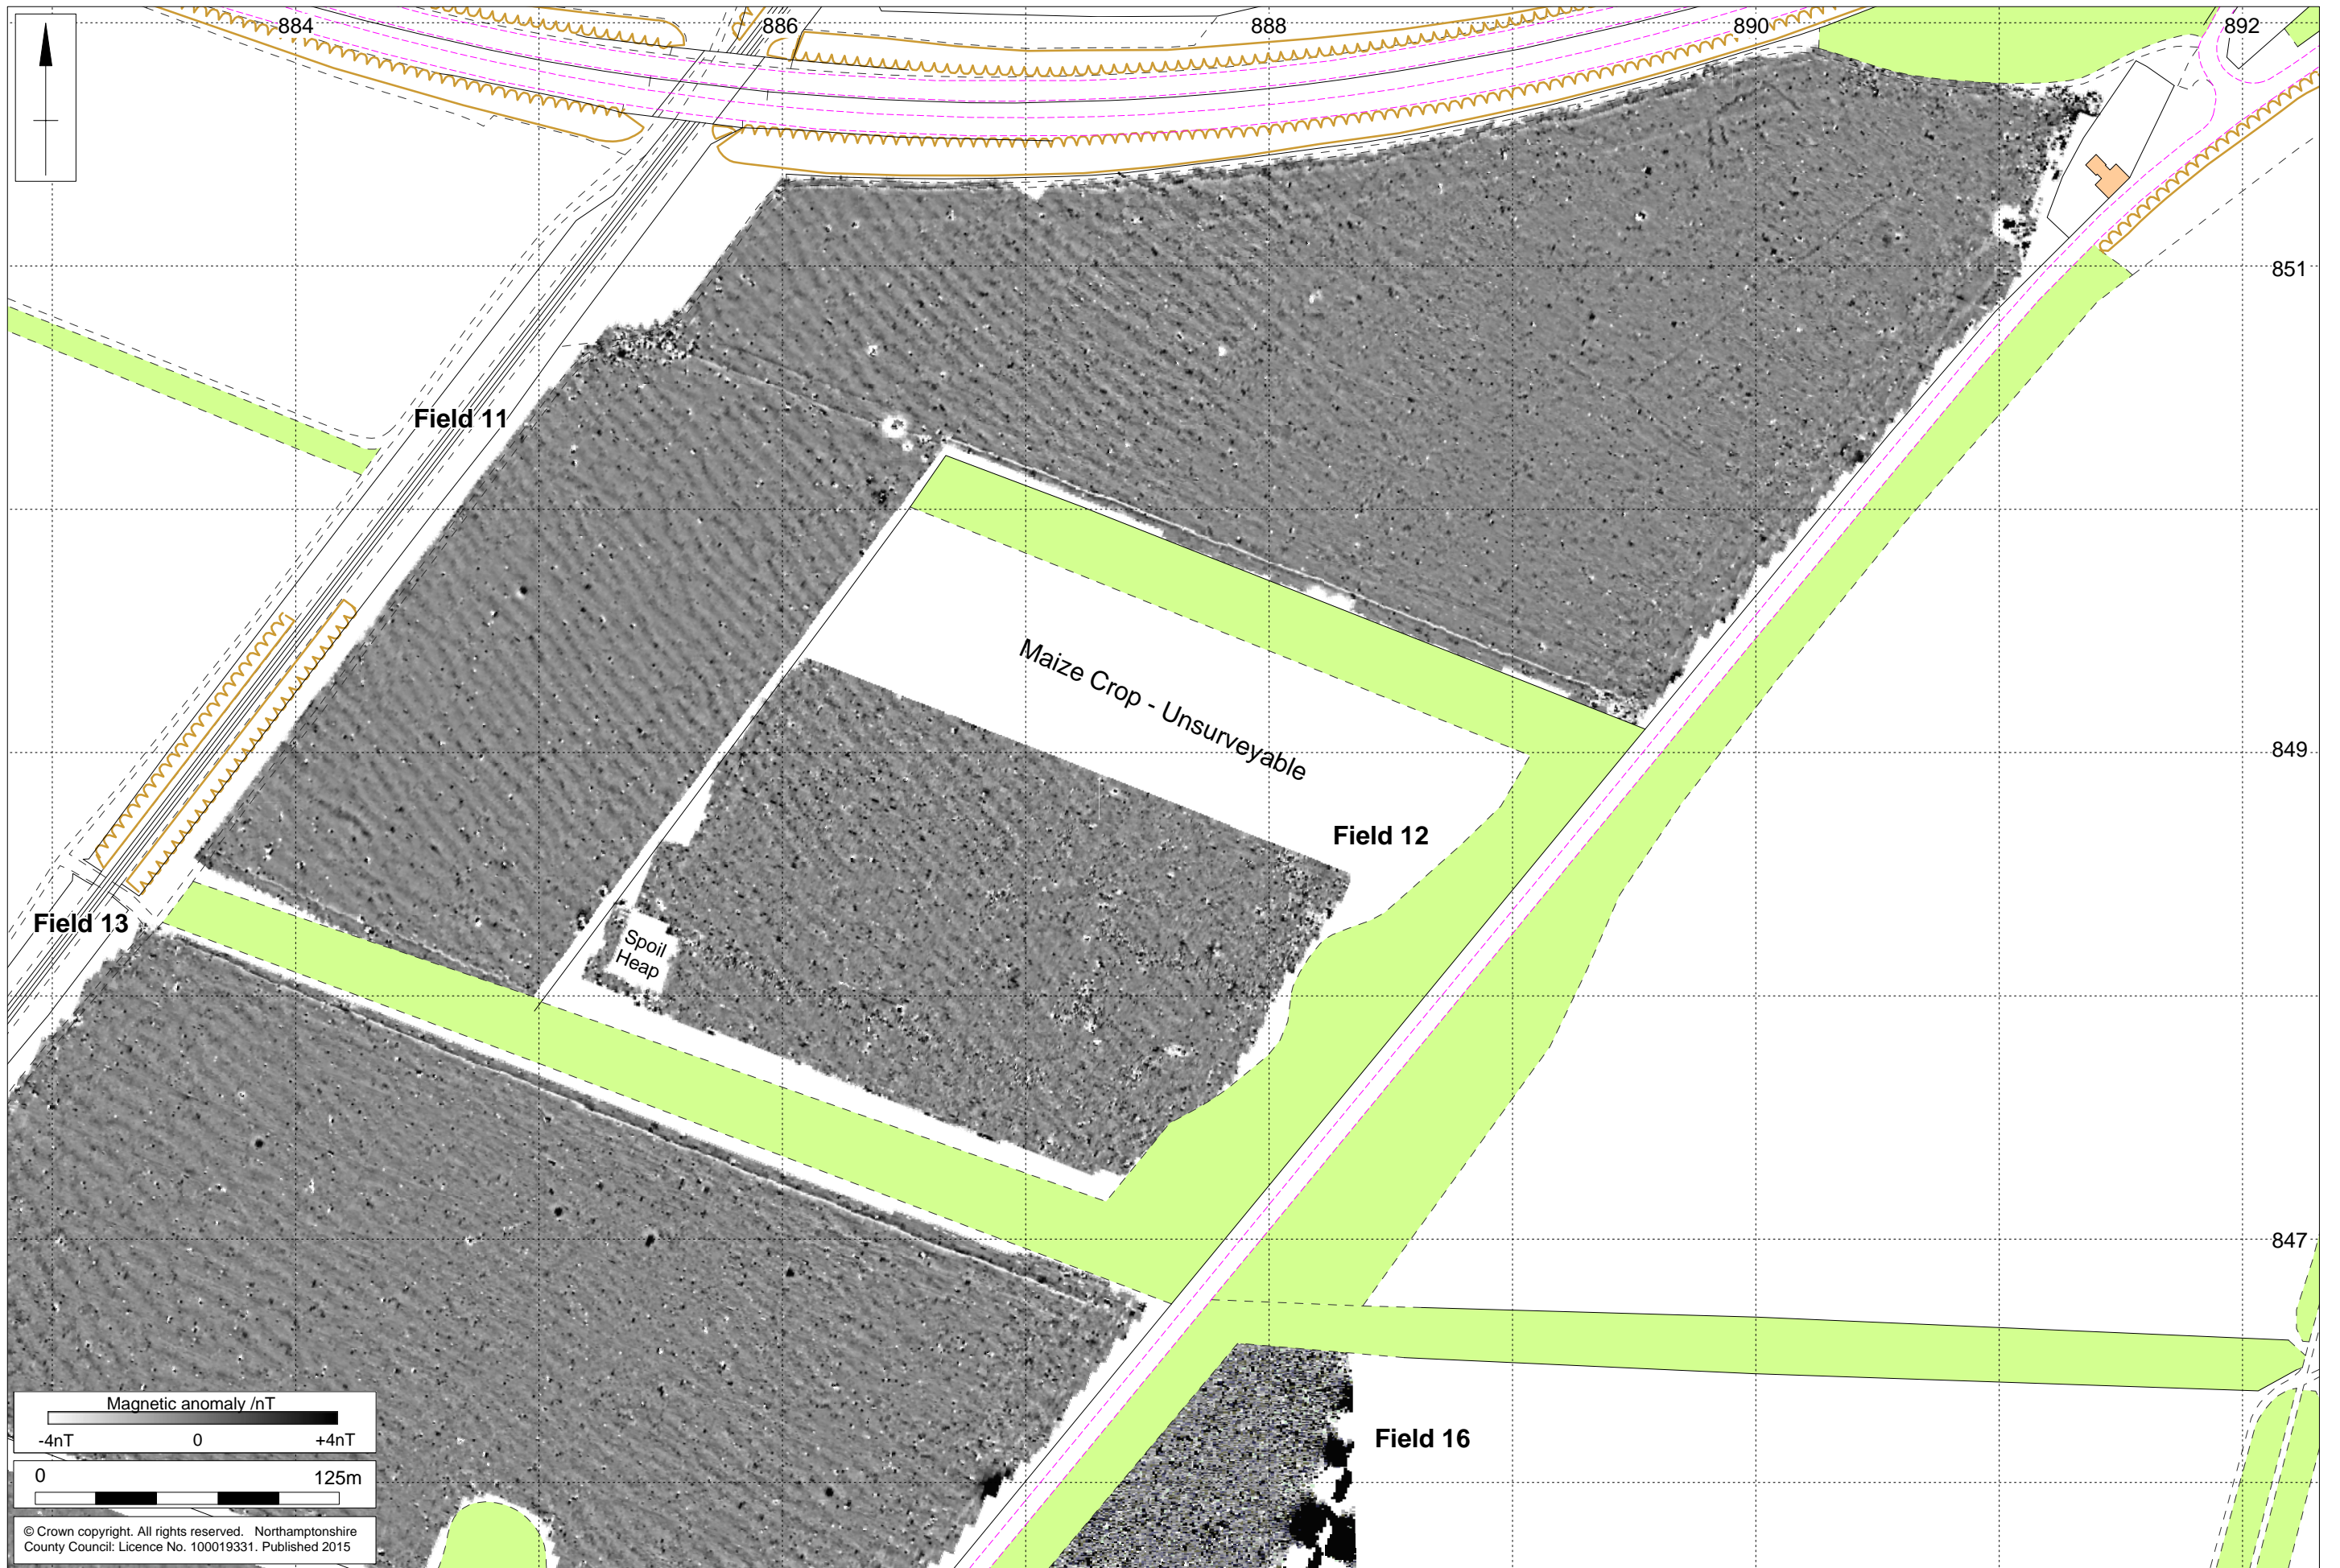 884
886
888
890
892
851
Field 11
Maize Crop - Unsurveyable
849
Field 12
Field 13
Spoil
Heap
847
Magnetic anomaly /nT
-4nT 0 +4nT
Field 16
0 125m
© Crown copyright. All rights reserved. Northamptonshire
County Council: Licence No. 100019331. Published 2015